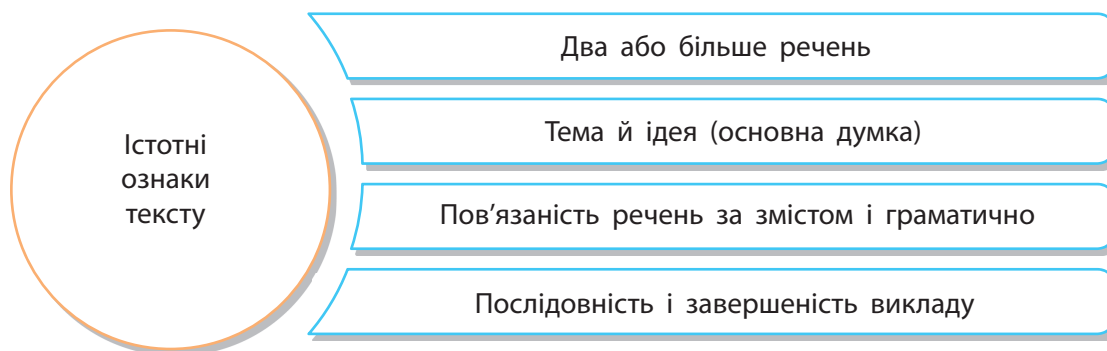 Істотні
ознаки
тексту
Два або більше речень
Тема й ідея (основна думка)
Пов’язаність речень за змістом і граматично
Послідовність і завершеність викладу